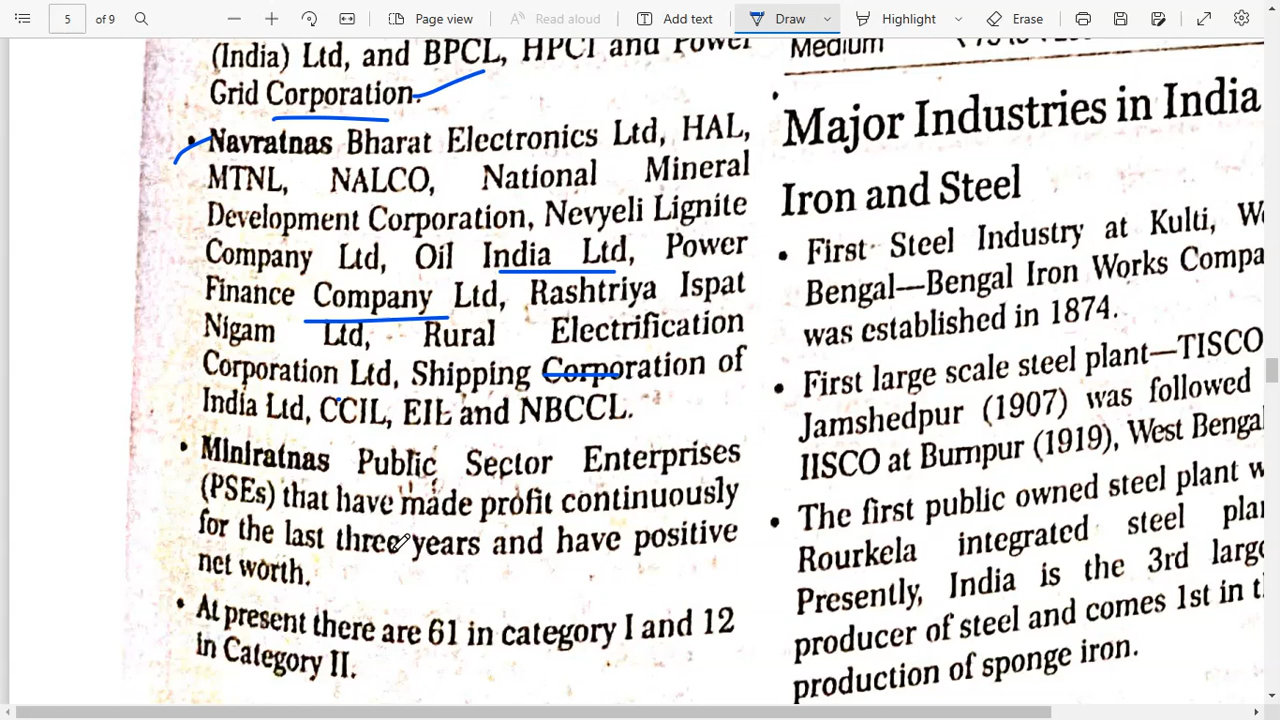 5 of 9 Page view Read aloud Add text Draw Highlight Erase
(India) Ltd, and BPCL, HPCl and Power
Grid Corporation.
• Navratnas Bharat Electronics Ltd, HAL,
MTNL, NALCO, National Mineral
Development Corporation, Nevyeli Lignite
Company Ltd, Oil India Ltd, Power
Finance Company Ltd, Rashtriya Ispat
Nigam Ltd, Rural Electrification
Corporation Ltd, Shipping Corporation of
India Ltd, CCIL, EIL and NBCCL.
• Miniratnas Public Sector Enterprises
(PSEs) that have made profit continuously
for the last three years and have positive
net worth.
• At present there are 61 in category I and 12
in Category II.
Medium
Major Industries in India
Iron and Steel
• First Steel Industry at Kulti, We
Bengal—Bengal Iron Works Compa
was established in 1874.
• First large scale steel plant—TISCO
Jamshedpur (1907) was followed
IISCO at Burnpur (1919), West Bengal
• The first public owned steel plant w
Rourkela integrated steel plan
Presently, India is the 3rd large
producer of steel and comes 1st in t
production of sponge iron.